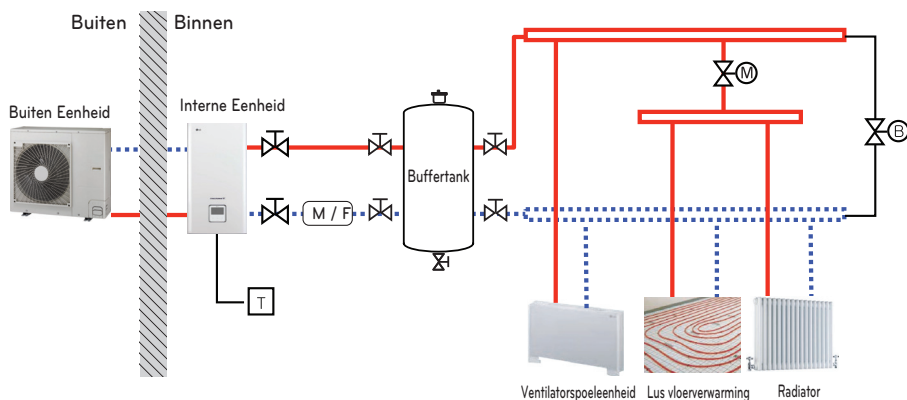 Buiten Binnen
Buiten Eenheid
Interne Eenheid
Buffertank
M
B
M / F
T
Ventilatorspoeleenheid
Lus vloerverwarming
Radiator